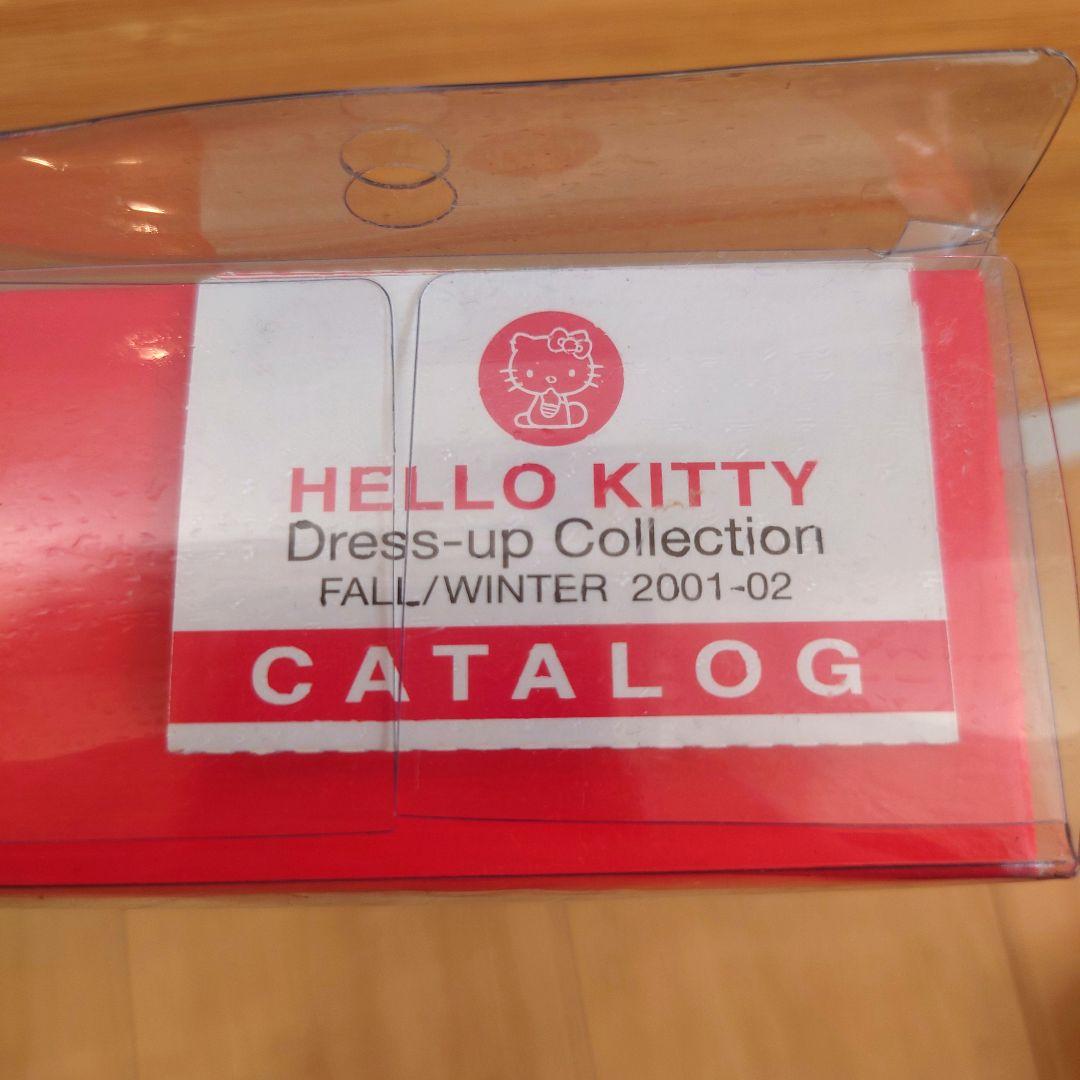 HELLO KITTY
Dress-up Collection
FALL/WINTER 2001-02
CATALOG